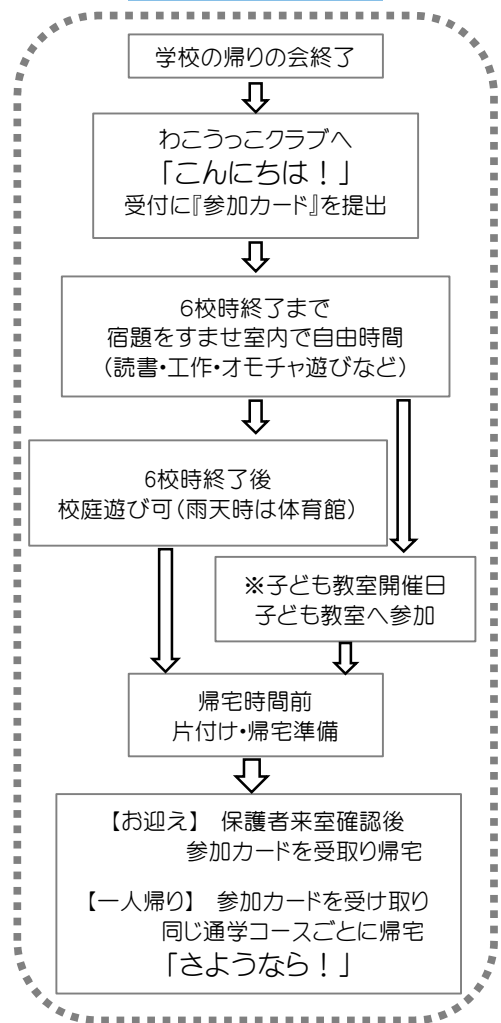 学校の帰りの会終了
わこうっこクラブへ
「こんにちは！」
受付に『参加カード』を提出
6校時終了まで
宿題をすませ室内で自由時間
（読書・工作・オモチャ遊びなど）
6校時終了後
校庭遊び可（雨天時は体育館）
※子ども教室開催日
子ども教室へ参加
帰宅時間前
片付け・帰宅準備
【お迎え】 保護者来室確認後
参加カードを受取り帰宅
【一人帰り】 参加カードを受け取り
同じ通学コースごとに帰宅
「さようなら！」